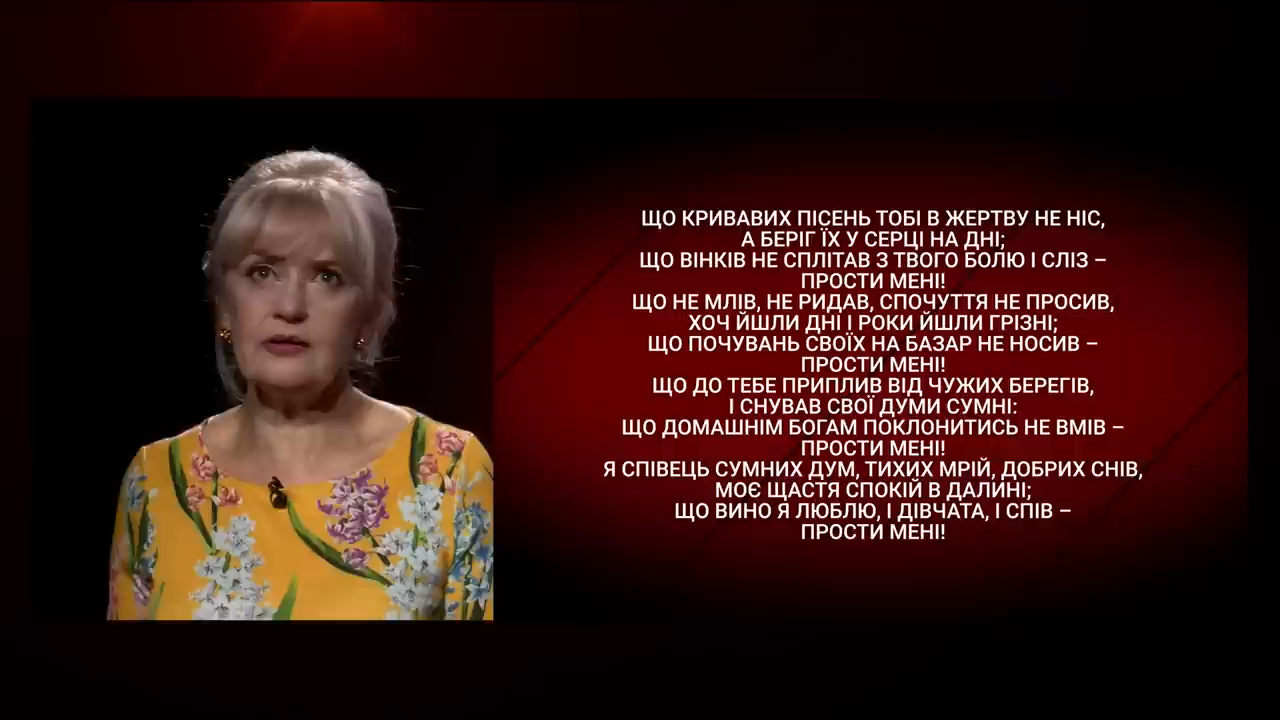 ЩО КРИВАВИХ ПІСЕНЬ ТОБІ В ЖЕРТВУ НЕ НІС,
А БЕРІГ ЇХ У СЕРЦІ НА ДНІ;
ЩО ВІНКІВ НЕ СПЛІТАВ З ТВОГО БОЛЮ І СЛІЗ –
ПРОСТИ МЕНІ!
ЩО НЕ МЛІВ, НЕ РИДАВ, СПОЧУТТЯ НЕ ПРОСИВ,
ХОЧ ЙШЛИ ДНІ І РОКИ ЙШЛИ ГРІЗНІ;
ЩО ПОЧУВАНЬ СВОЇХ НА БАЗАР НЕ НОСИВ –
ПРОСТИ МЕНІ!
ЩО ДО ТЕБЕ ПРИПЛИВ ВІД ЧУЖИХ БЕРЕГІВ,
І СНУВАВ СВОЇ ДУМИ СУМНІ:
ЩО ДОМАШНІМ БОГАМ ПОКЛОНИТИСЬ НЕ ВМІВ –
ПРОСТИ МЕНІ!
Я СПІВЕЦЬ СУМНИХ ДУМ, ТИХИХ МРІЙ, ДОБРИХ СНІВ,
МОЄ ЩАСТЯ СПОКІЙ В ДАЛИНІ;
ЩО ВИНО Я ЛЮБЛЮ, І ДІВЧАТА, І СПІВ –
ПРОСТИ МЕНІ!